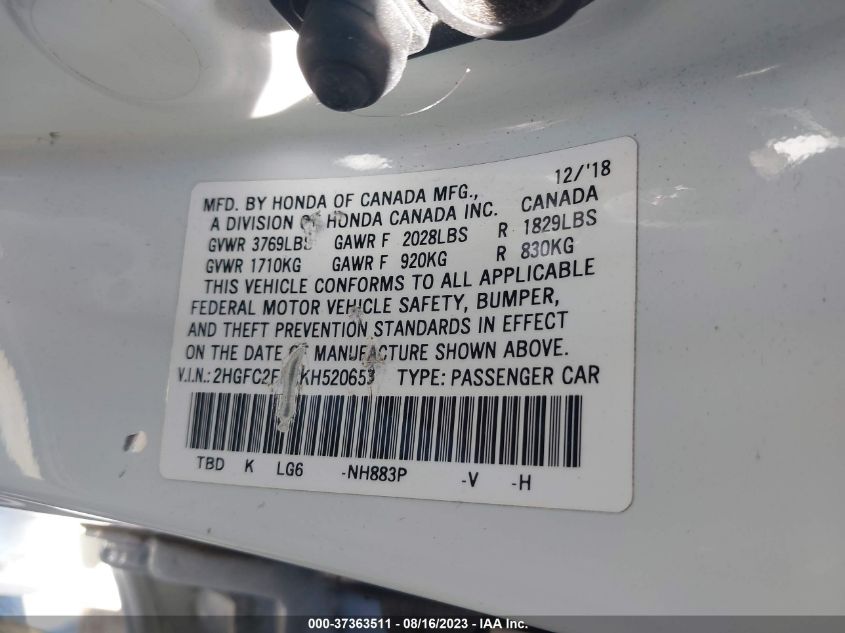 12/'18
MFD. BY HONDA OF CANADA MFG., CANADA
A DIVISION OF HONDA CANADA INC.
GVWR 3769LBS GAWR F 2028LBS R 1829LBS
GVWR 1710KG GAWR F 920KG R 830KG
THIS VEHICLE CONFORMS TO ALL APPLICABLE
FEDERAL MOTOR VEHICLE SAFETY, BUMPER,
AND THEFT PREVENTION STANDARDS IN EFFECT
ON THE DATE OF MANUFACTURE SHOWN ABOVE.
V.I.N.: TYPE: PASSENGER CAR
TBD K LG6 -NH883P -V -H
000-37363511 - 08/16/2023 - IAA Inc.